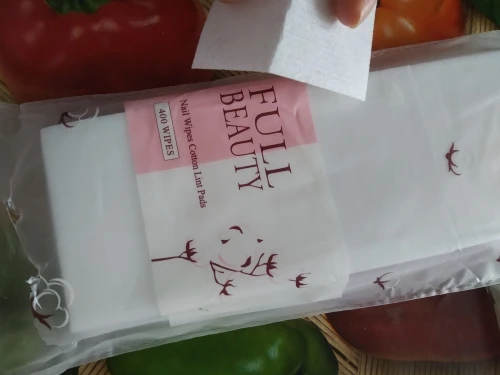 FULL
BEAUTY
Nail Wipes Cotton Lint Pads
400 WIPES